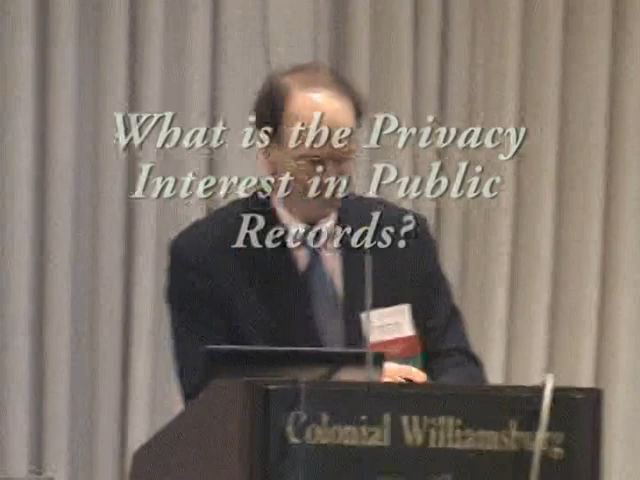 What is the Privacy
Interest in Public
Records?
Colonial Williamsburg